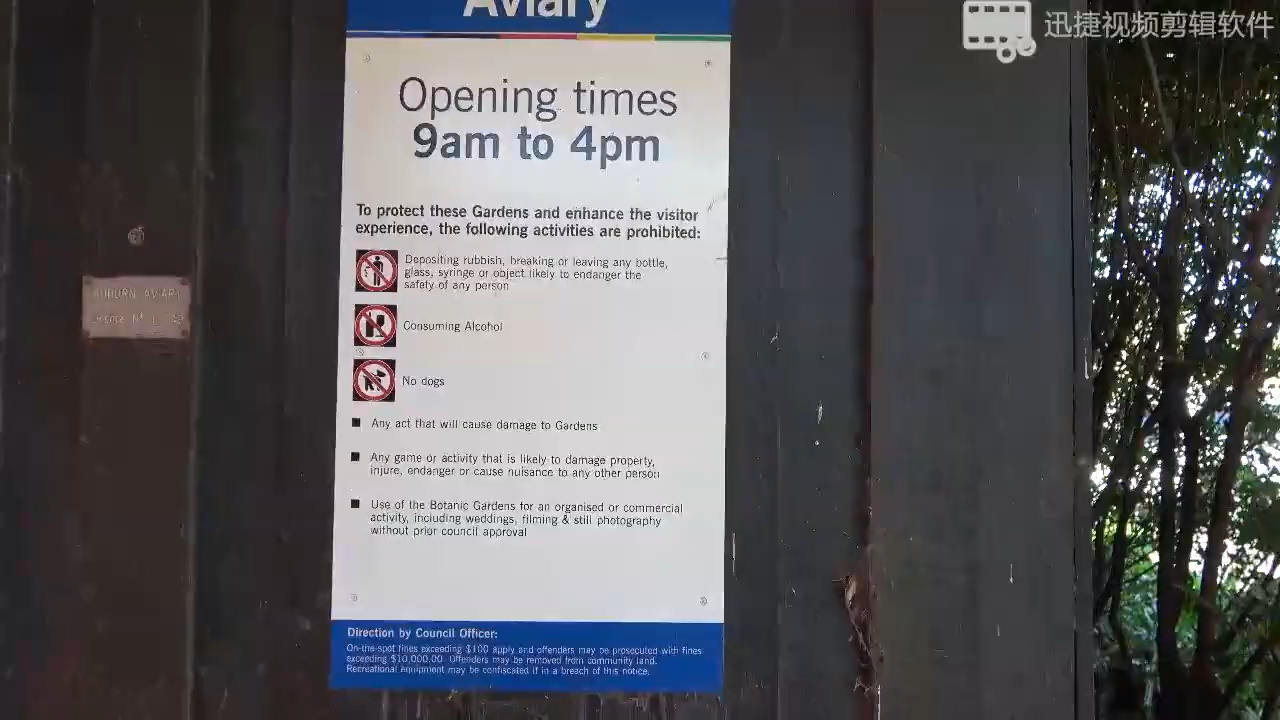 Aviary
迅捷视频剪辑软件
Opening times
9am to 4pm
To protect these Gardens and enhance the visitor
experience, the following activities are prohibited:
Depositing rubbish, breaking or leaving any bottle,
glass, syringe or object likely to endanger the
safety of any person
Consuming Alcohol
No dogs
AUBURN AVIARY
Any act that will cause damage to Gardens
Any game or activity that is likely to damage property,
injure, endanger or cause nuisance to any other person
Use of the Botanic Gardens for an organised or commercial
activity, including weddings, filming & still photography
without prior council approval
Direction by Council Officer:
On-the-spot fines exceeding $100 apply and offenders may be prosecuted with fines
exceeding $10,000.00. Offenders may be removed from community land.
Recreational equipment may be confiscated if in a breach of this notice.